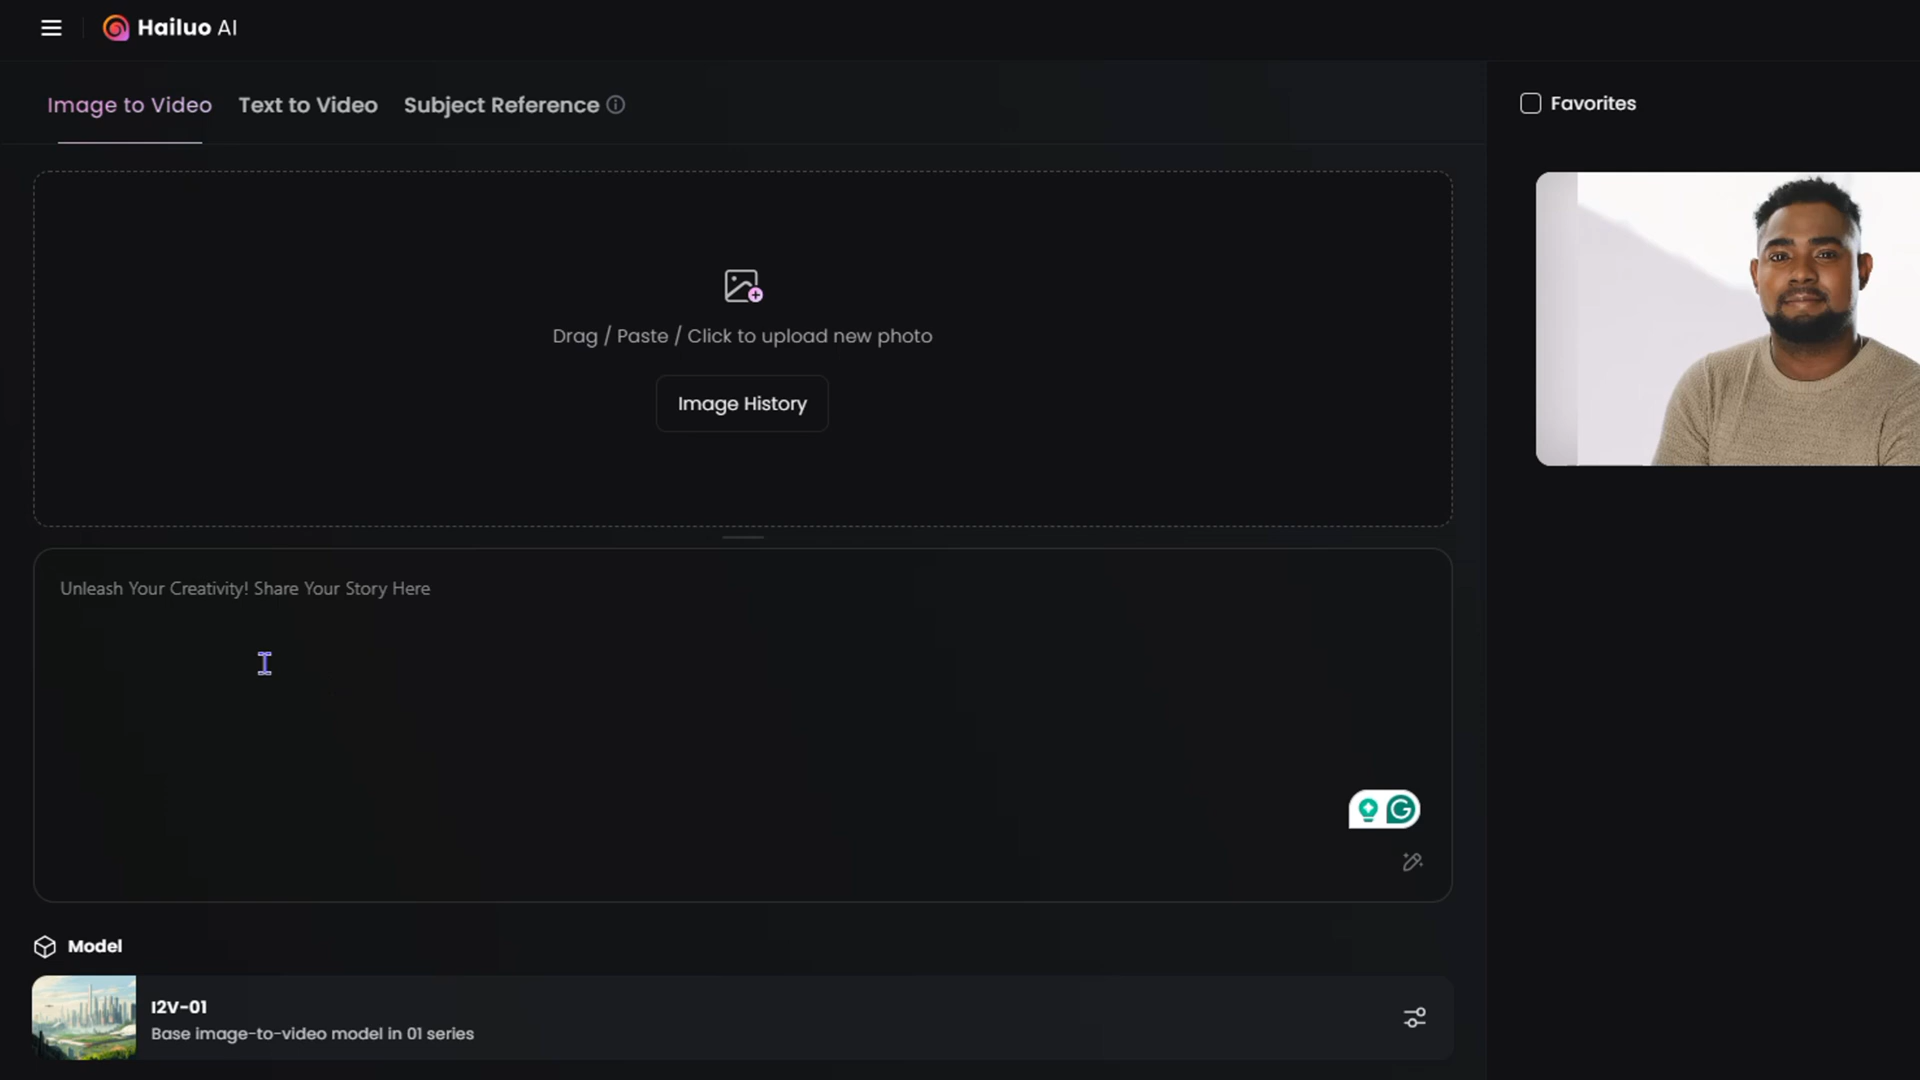 Hailuo AI
Image to Video Text to Video Subject Reference
Favorites
Drag / Paste / Click to upload new photo
Image History
Unleash Your Creativity! Share Your Story Here
Model
I2V-01
Base image-to-video model in 01 series